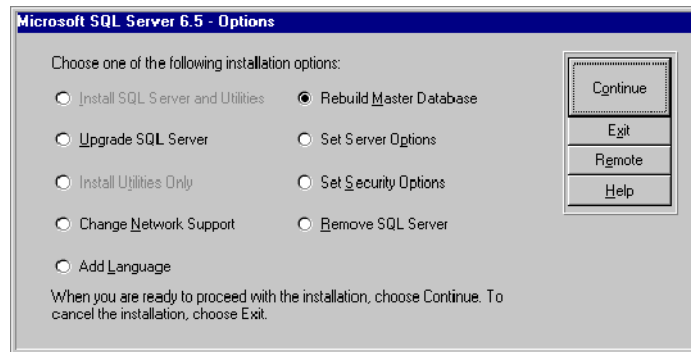 Microsoft SQL Server 6.5 - Options
Choose one of the following installation options:
Install SQL Server and Utilities
Rebuild Master Database
Upgrade SQL Server
Set Server Options
Install Utilities Only
Set Security Options
Change Network Support
Remove SQL Server
Add Language
When you are ready to proceed with the installation, choose Continue. To
cancel the installation, choose Exit.
Continue
Exit
Remote
Help